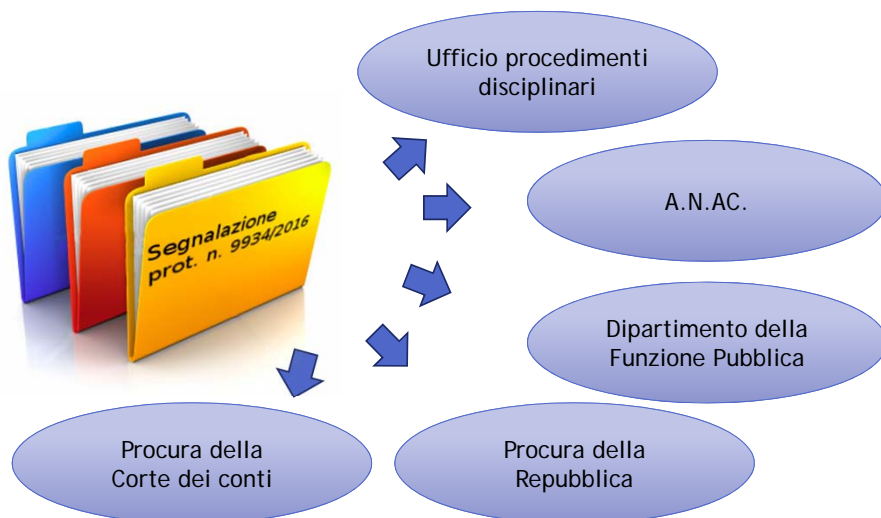 Ufficio procedimenti
disciplinari
A.N.AC.
Segnalazione
prot. n. 9934/2016
Dipartimento della
Funzione Pubblica
Procura della
Corte dei conti
Procura della
Repubblica